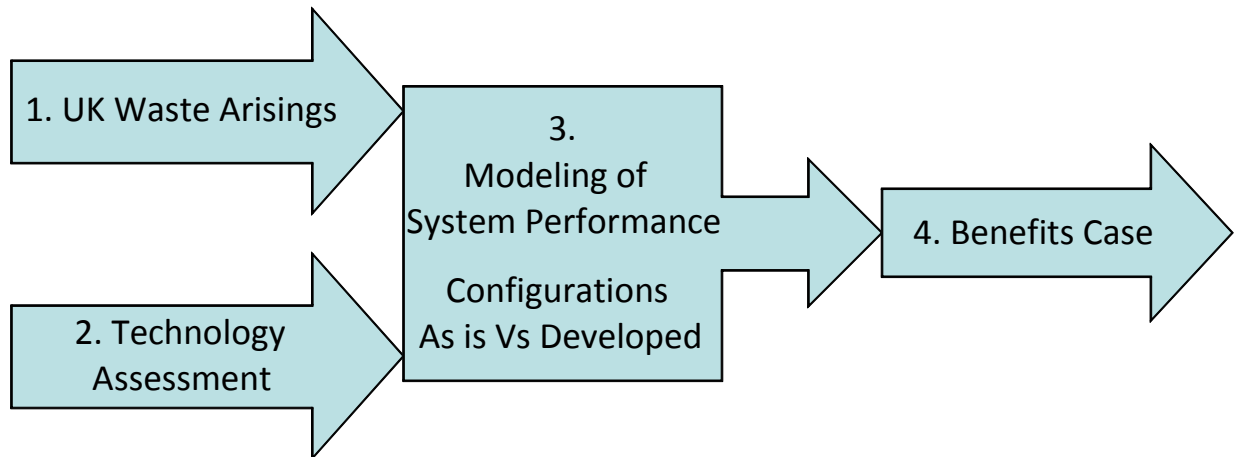 1. UK Waste Arisings
2. Technology
Assessment
3.
Modeling of
System Performance
Configurations
As is Vs Developed
4. Benefits Case